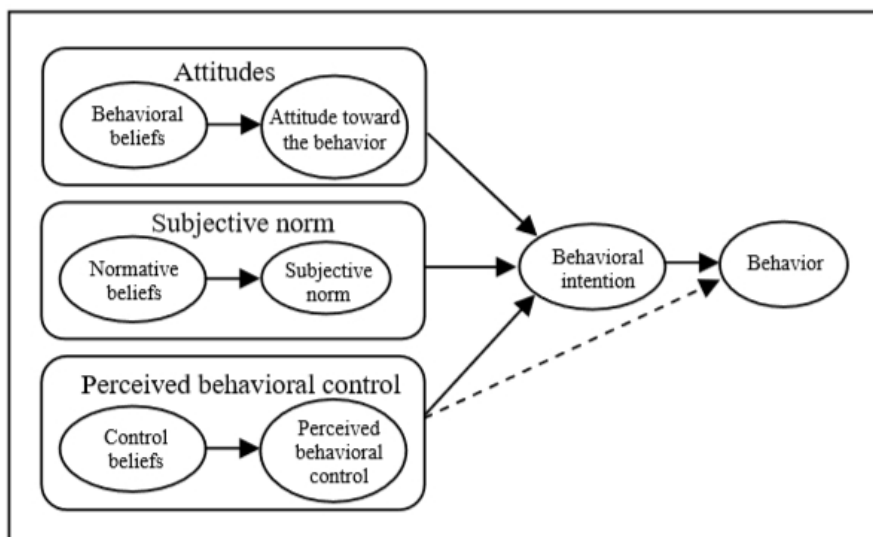 Attitudes
Behavioral
beliefs
Attitude toward
the behavior
Subjective norm
Normative
beliefs
Subjective
norm
Perceived behavioral control
Control
beliefs
Perceived
behavioral
control
Behavioral
intention
Behavior